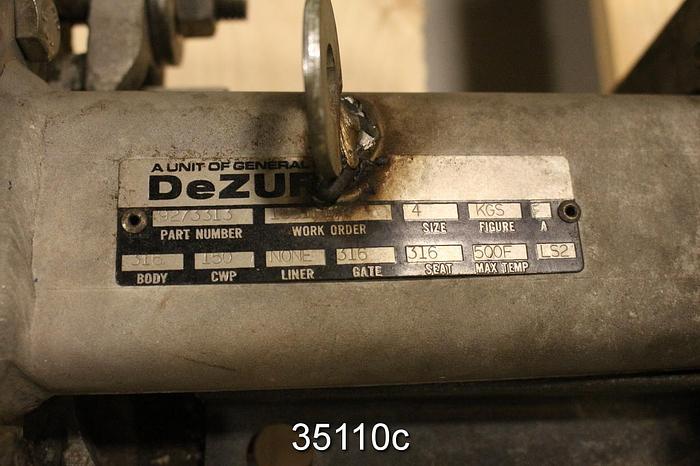 A UNIT OF GENERAL
DeZUR
9273313 4 KGS
PART NUMBER WORK ORDER SIZE FIGURE A
316 150 NONE 316 316 500F LS2
BODY CWP LINER GATE SEAT MAX TEMP
35110c